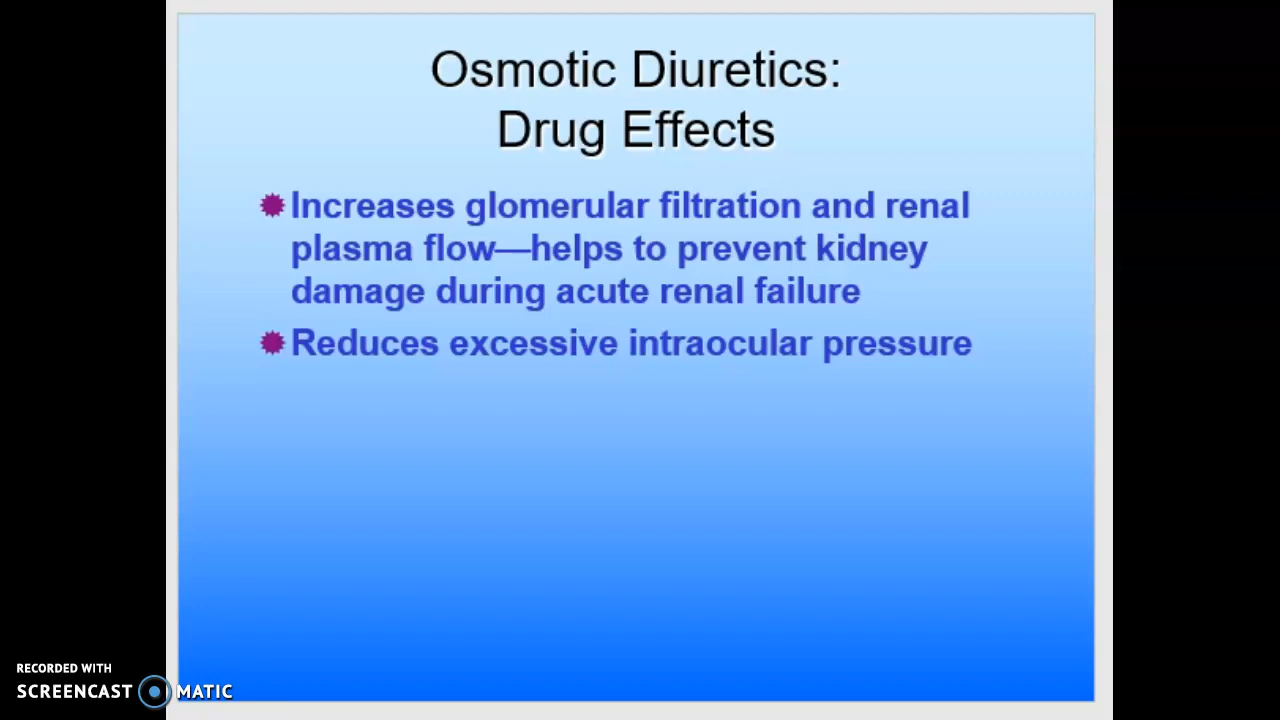 Osmotic Diuretics:
Drug Effects
Increases glomerular filtration and renal
plasma flow—helps to prevent kidney
damage during acute renal failure
Reduces excessive intraocular pressure
RECORDED WITH
SCREENCAST MATIC